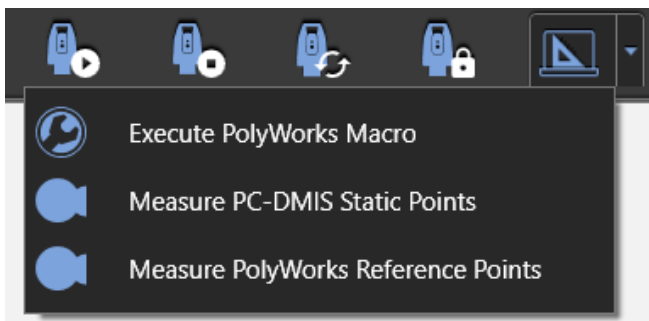 Execute PolyWorks Macro
Measure PC-DMIS Static Points
Measure PolyWorks Reference Points